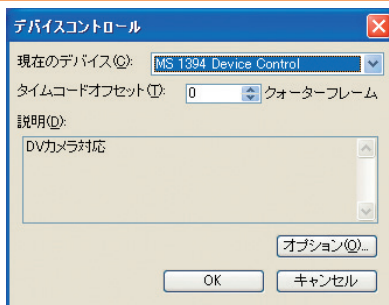 デバイスコントロール
現在のデバイス(C): MS 1394 Device Control
タイムコードオフセット(T): 0 クォーターフレーム
説明(D):
DVカメラ対応
オプション(O)...
OK キャンセル